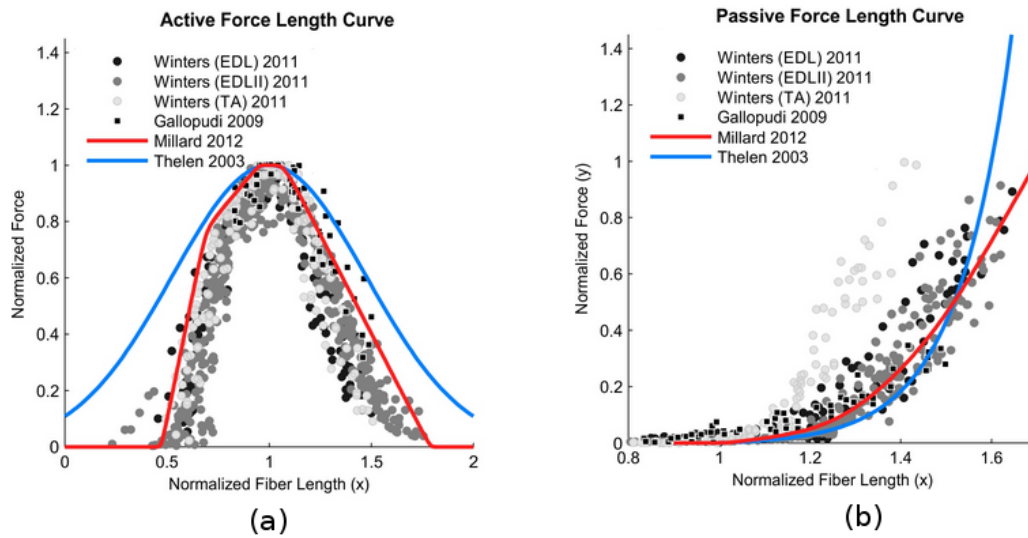 Active Force Length Curve
1.4
1.2
1
0.8
0.6
0.4
0.2
0
Normalized Force
Winters (EDL) 2011
Winters (EDLII) 2011
Winters (TA) 2011
Gallopudi 2009
Millard 2012
Thelen 2003
0
0.5
1
1.5
2
Normalized Fiber Length (x)
(a)
Passive Force Length Curve
1.4
1.2
1
0.8
0.6
0.4
0.2
0
Normalized Force (y)
Winters (EDL) 2011
Winters (EDLII) 2011
Winters (TA) 2011
Gallopudi 2009
Millard 2012
Thelen 2003
0.8
1
1.2
1.4
1.6
Normalized Fiber Length (x)
(b)